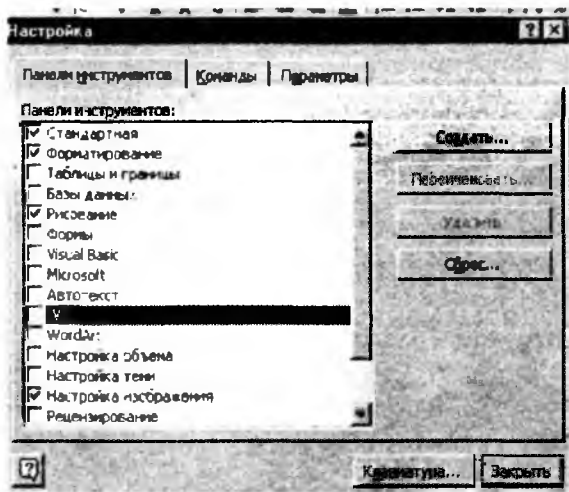 Настройка
Панели инструментов
Команды
Параметры
Панели инструментов:
Стандартная
Форматирование
Таблицы и границы
Базы данных
Рисование
Формы
Visual Basic
Microsoft
Автотекст
WordArt
Настройка объема
Настройка тени
Настройка изображения
Рецензирование
Создать...
Переименовать...
Удалить
Сброс...
Клавиатура...
Закрыть